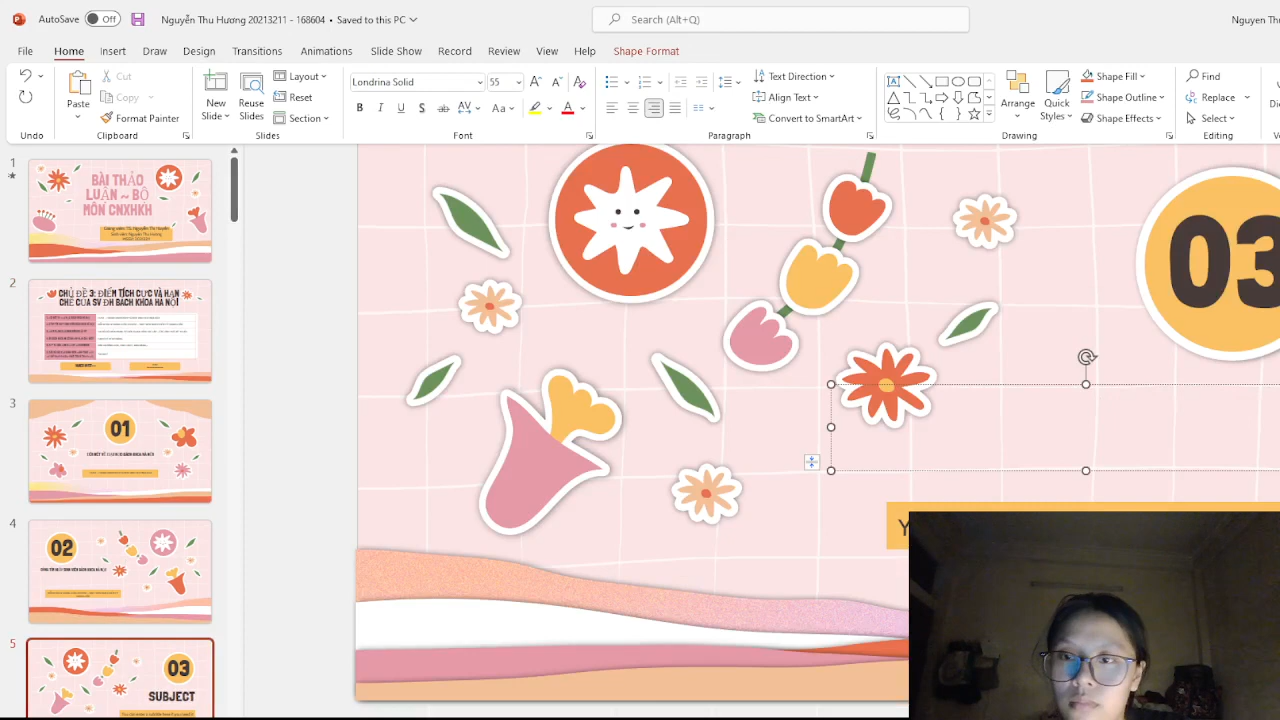 AutoSave Off Nguyễn Thu Hương 20213211 - 168604 • Saved to this PC Search (Alt+Q) Nguyen Thu
File Home Insert Draw Design Transitions Animations Slide Show Record Review View Help Shape Format
Paste Cut Copy Format Painter New Slide Reuse Slides Layout Reset Section Londrina Solid 55 Text Direction Align Text Convert to SmartArt Arrange Quick Styles Shape Fill Shape Outline Shape Effects Find Replace Select
Undo Clipboard Slides Font Paragraph Drawing Editing
1
BÀI THẢO
LUẬN ~ BỘ
MÔN CNXHKH
2
CHỦ ĐỀ 3: ĐIỂM TÍCH CỰC VÀ HẠN
CHẾ CỦA SV ĐH BÁCH KHOA HÀ NỘI
3
01
4
02
5
03
SUBJECT
03
Y